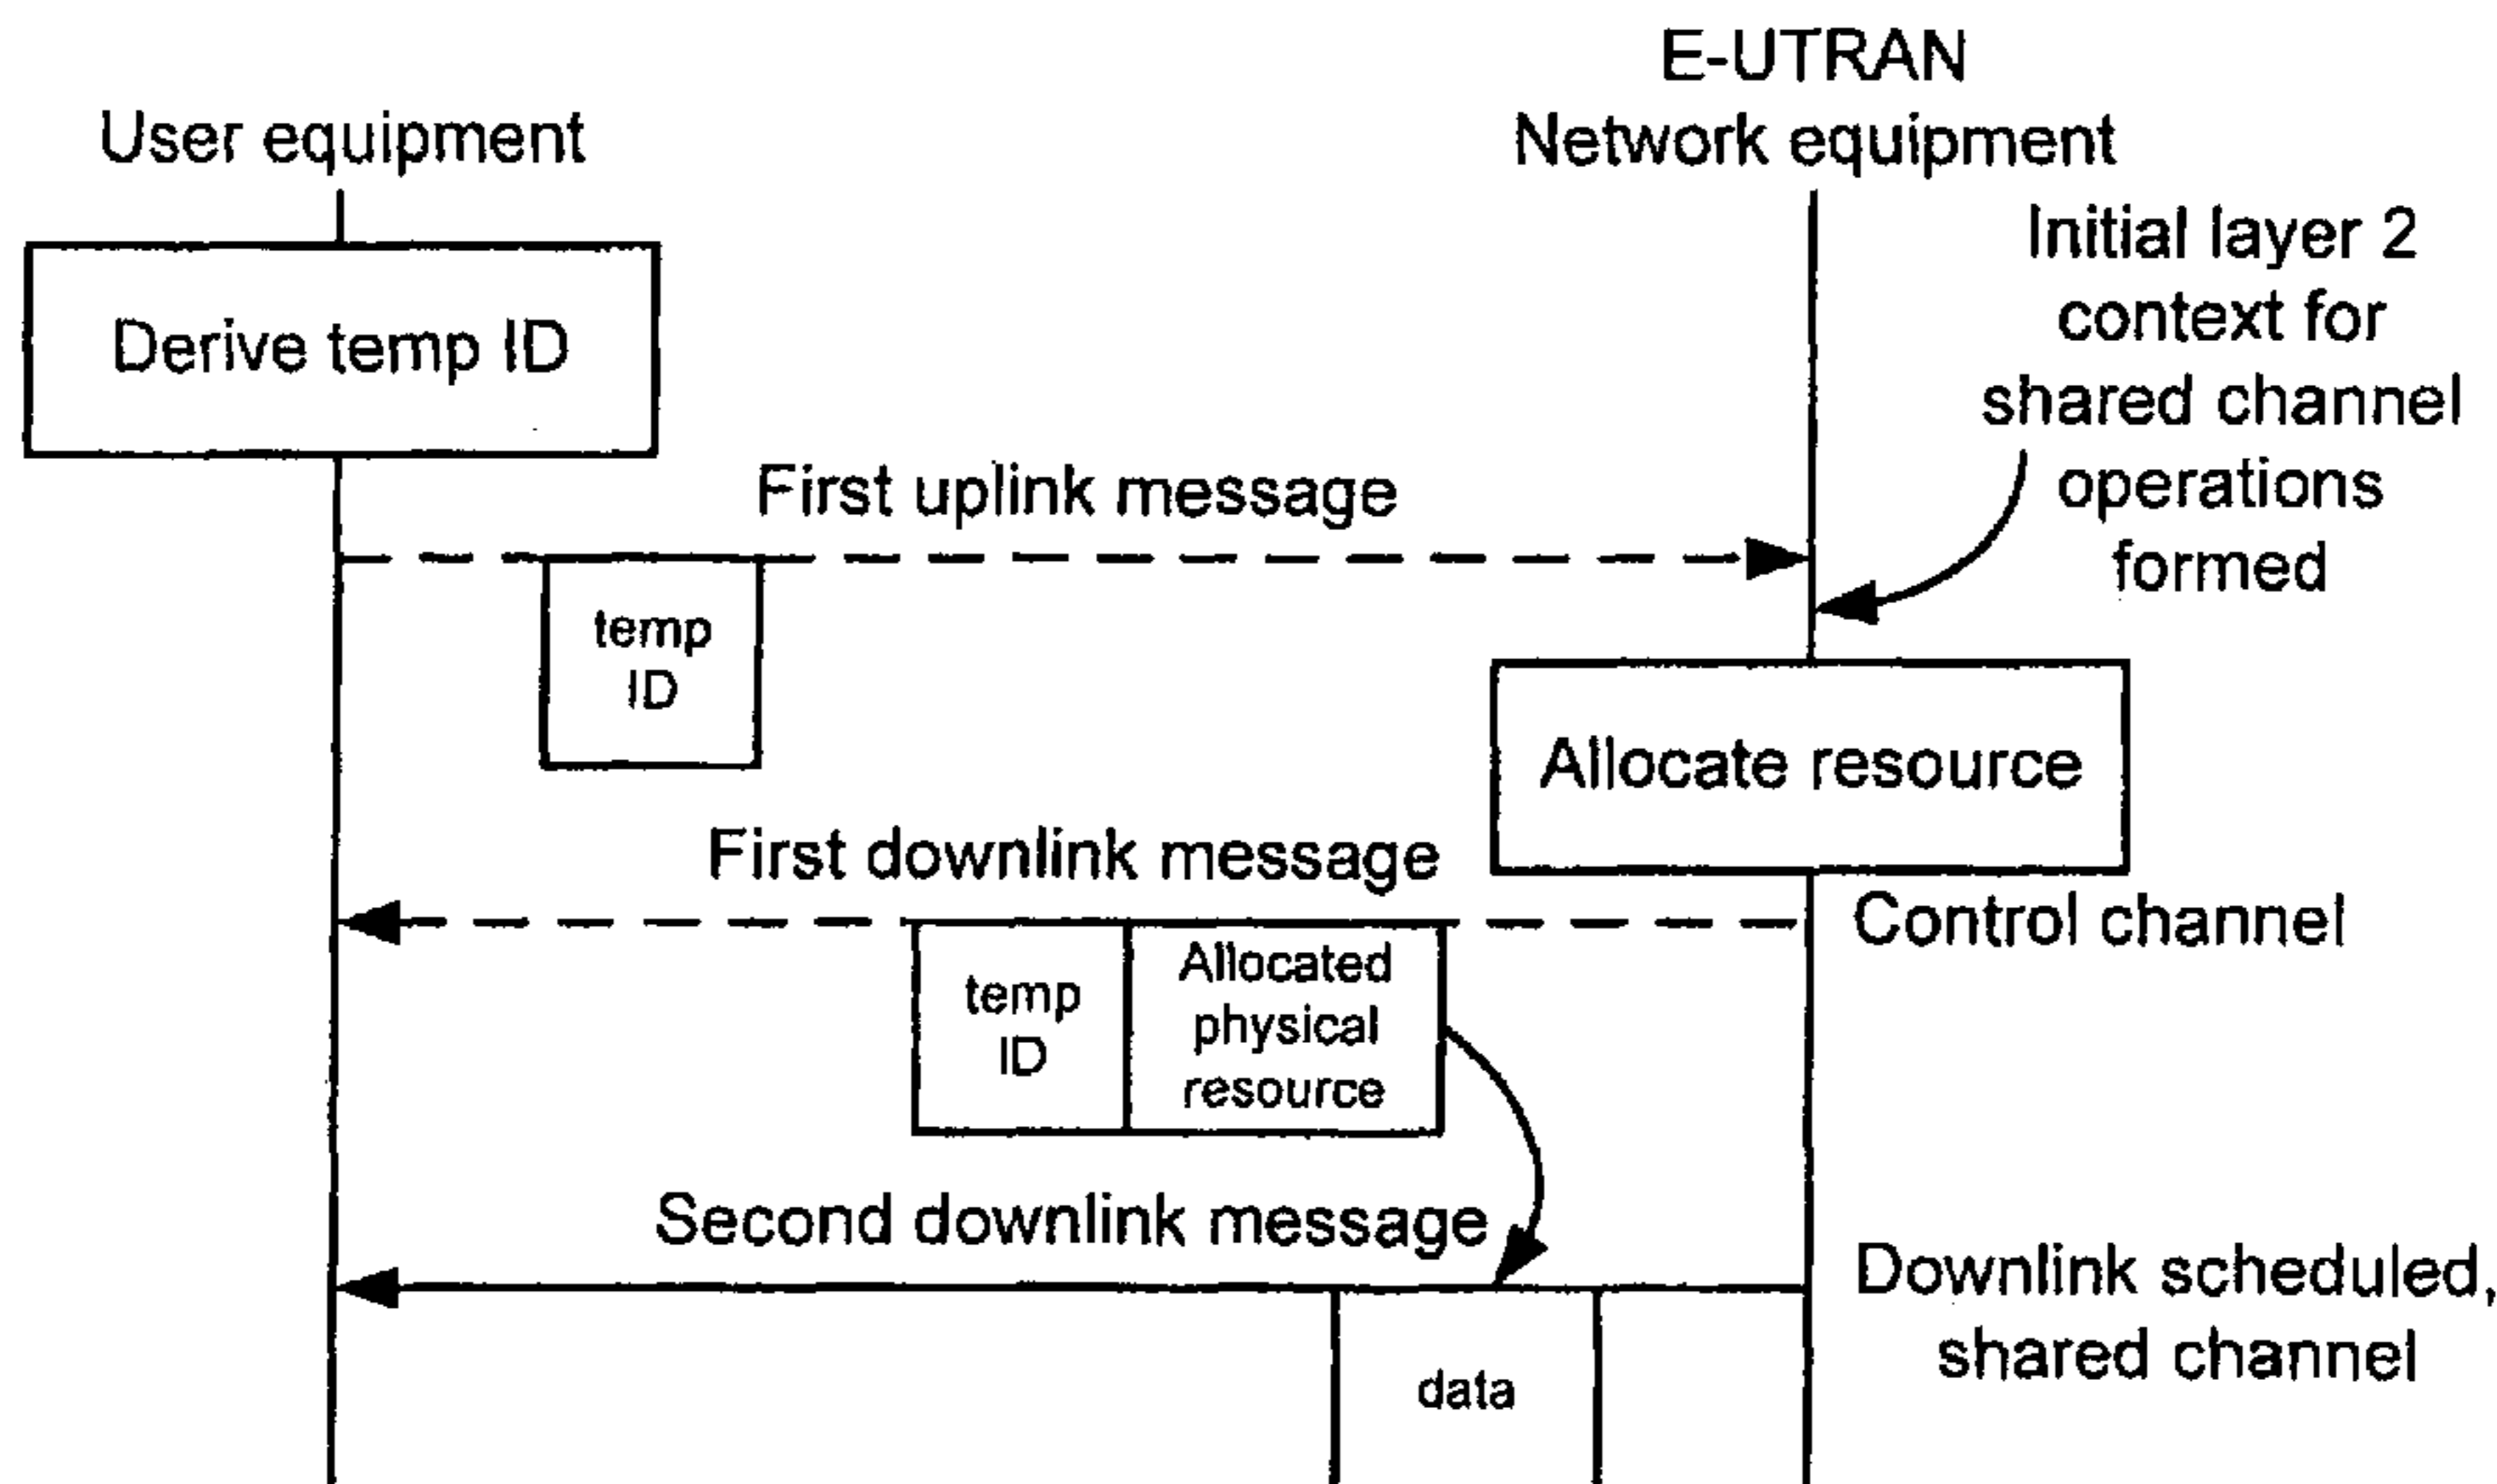 E-UTRAN
Network equipment
User equipment
Initial layer 2
context for
shared channel
operations
formed
Derive temp ID
First uplink message
temp
ID
Allocate resource
First downlink message
Control channel
temp
ID
Allocated
physical
resource
Second downlink message
Downlink scheduled,
shared channel
data